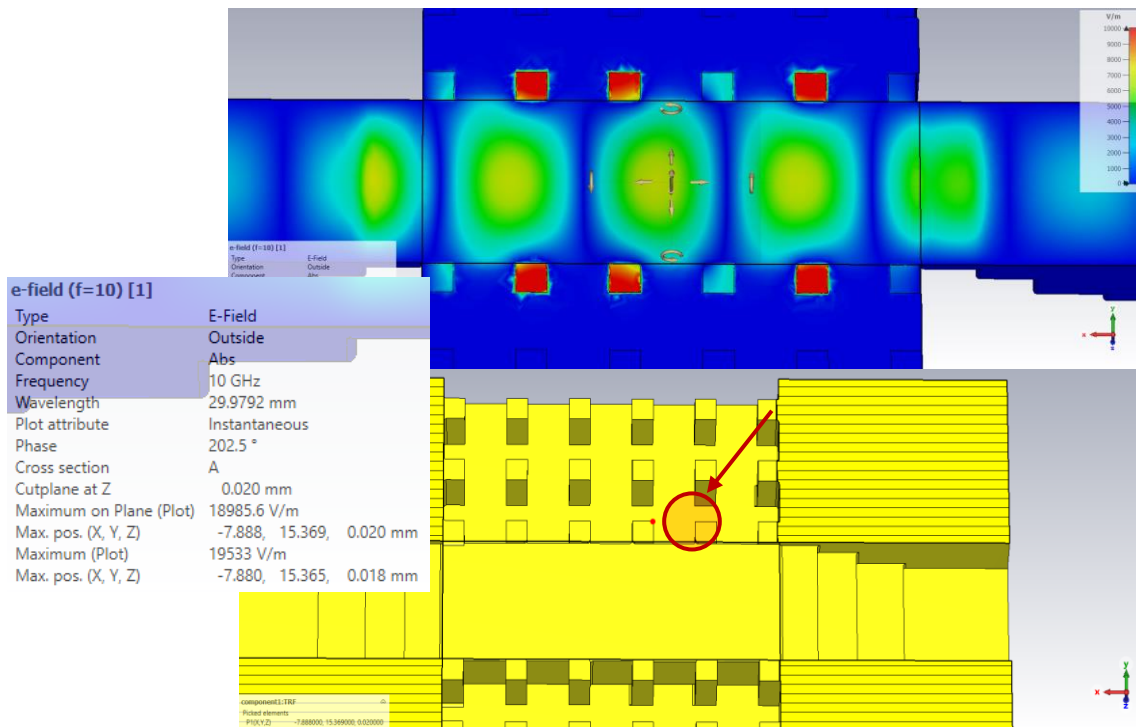 V/m
10000
9000
8000
7000
6000
5000
4000
3000
2000
1000
0
e-field (f=10) [1]
Type E-Field
Orientation Outside
Component Abs
y
x
z
e-field (f=10) [1]
Type E-Field
Orientation Outside
Component Abs
Frequency 10 GHz
Wavelength 29.9792 mm
Plot attribute Instantaneous
Phase 202.5 °
Cross section A
Cutplane at Z 0.020 mm
Maximum on Plane (Plot) 18985.6 V/m
Max. pos. (X, Y, Z) -7.888, 15.369, 0.020 mm
Maximum (Plot) 19533 V/m
Max. pos. (X, Y, Z) -7.880, 15.365, 0.018 mm
y
x
z
component1:TRF
Picked elements
P1(X,Y,Z) -7.888000, 15.369000, 0.020000